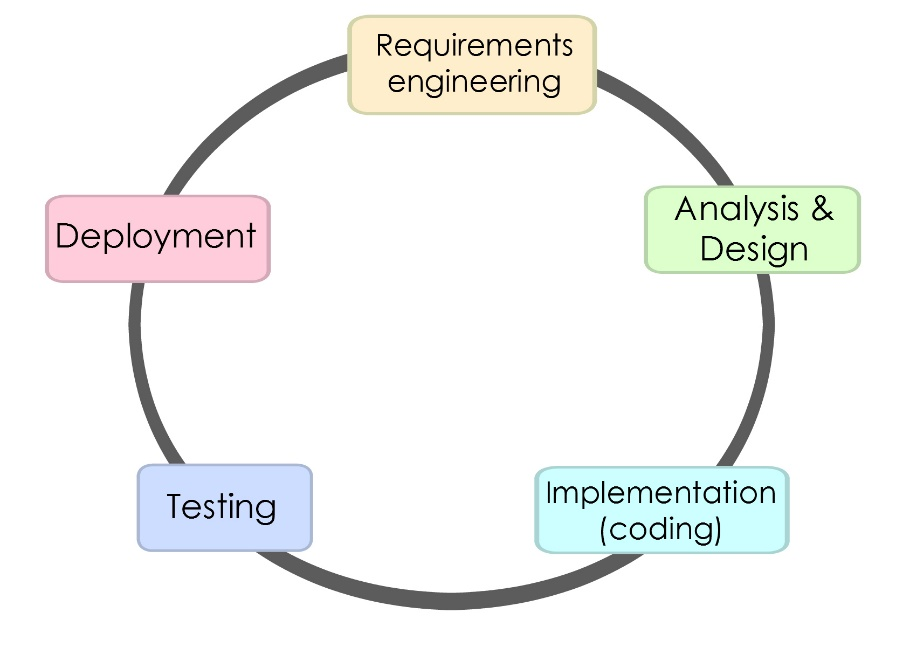 Requirements
engineering
Analysis &
Design
Implementation
(coding)
Testing
Deployment